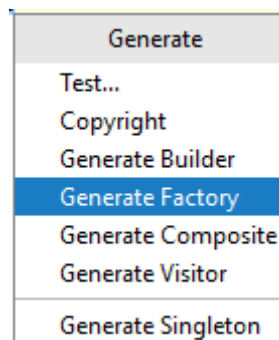 Generate
Test...
Copyright
Generate Builder
Generate Factory
Generate Composite
Generate Visitor
Generate Singleton